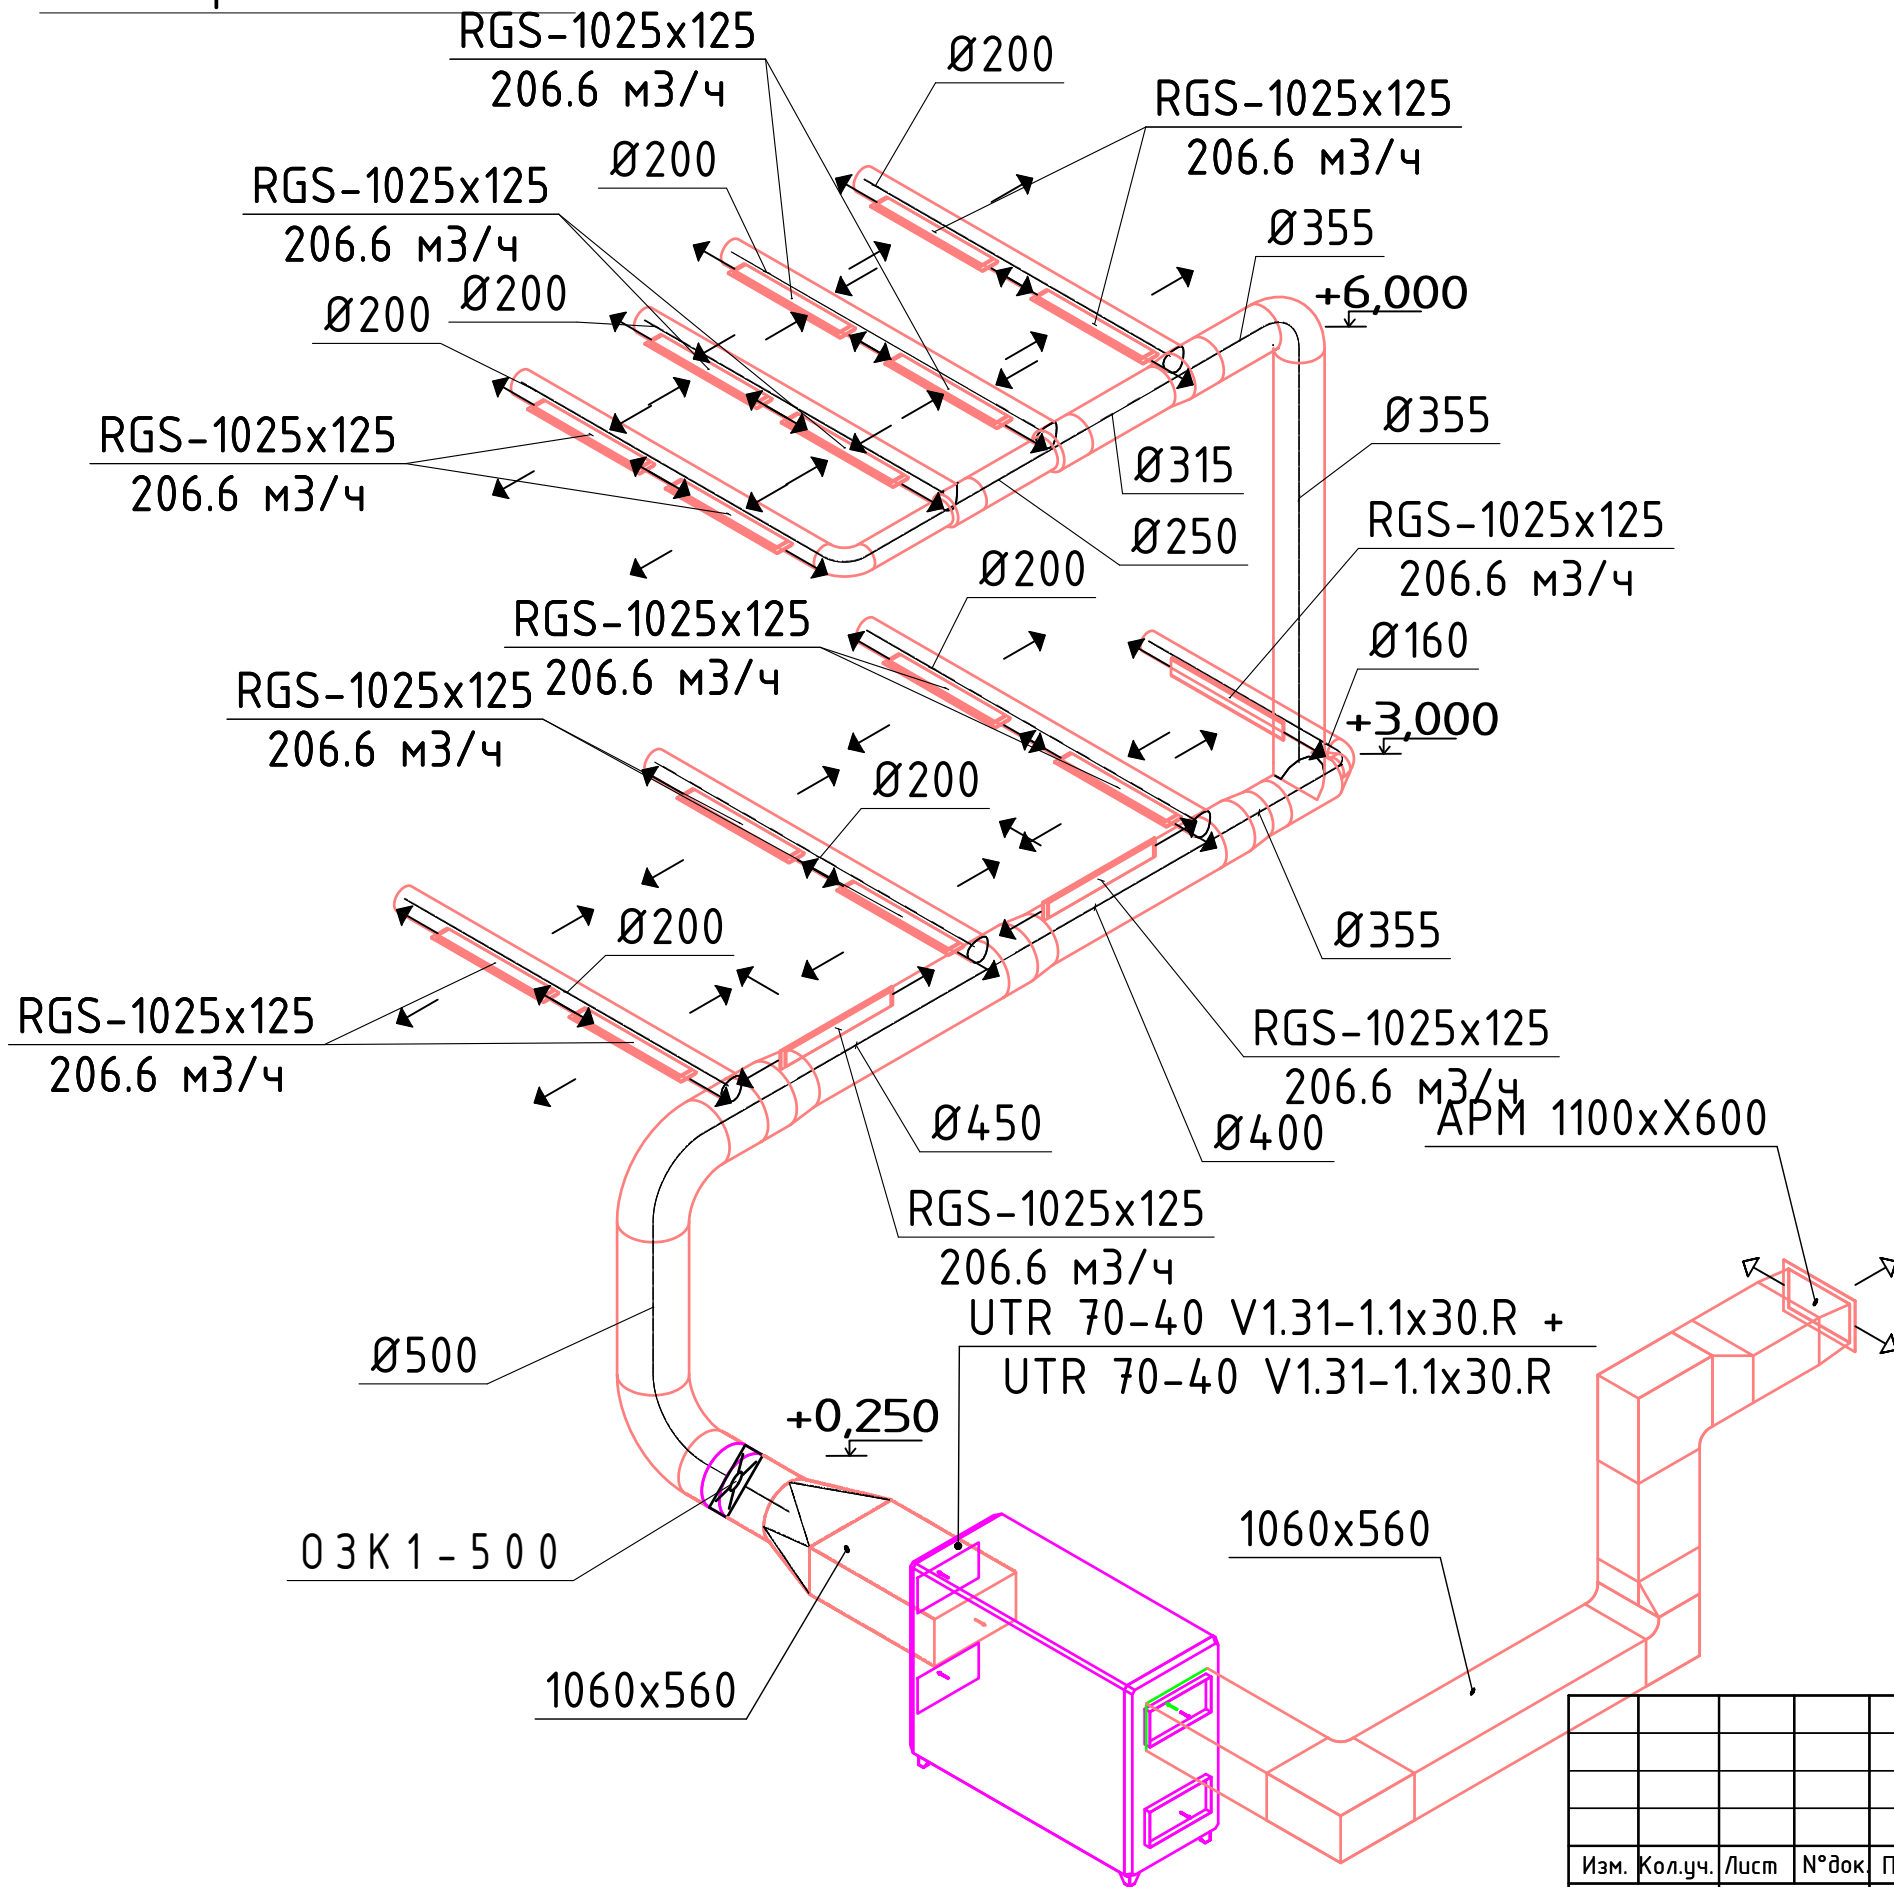 RGS-1025x125
206.6 м3/ч
Ø200
RGS-1025x125
206.6 м3/ч
Ø200
RGS-1025x125
206.6 м3/ч
Ø355
+6,000
Ø200
Ø200
Ø355
RGS-1025x125
206.6 м3/ч
Ø315
RGS-1025x125
206.6 м3/ч
Ø250
Ø200
RGS-1025x125
206.6 м3/ч
Ø160
RGS-1025x125
206.6 м3/ч
+3,000
Ø200
Ø200
Ø355
RGS-1025x125
206.6 м3/ч
RGS-1025x125
206.6 м3/ч
АРМ 1100xX600
Ø450
Ø400
RGS-1025x125
206.6 м3/ч
UTR 70-40 V1.31-1.1x30.R +
UTR 70-40 V1.31-1.1x30.R
Ø500
+0,250
ОЗК1-500
1060x560
1060x560
Изм. Кол.уч. Лист N°док.